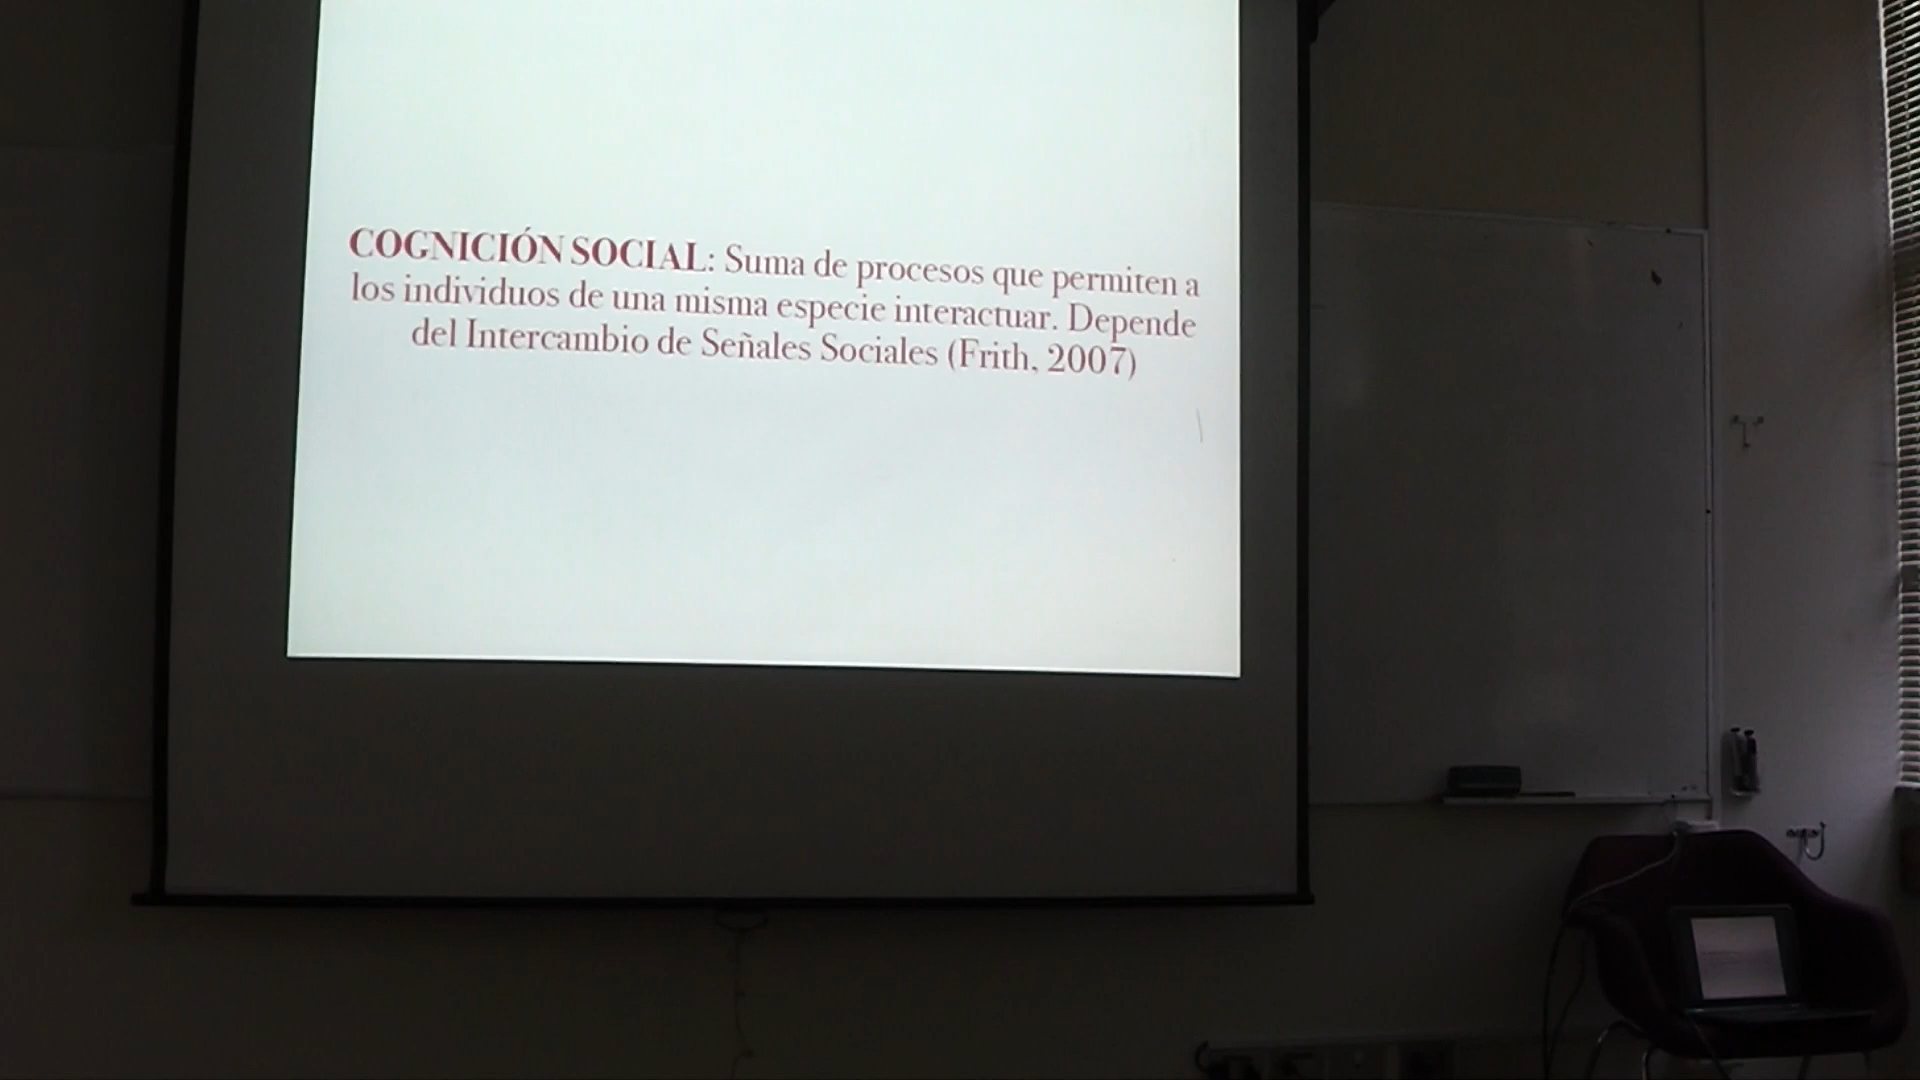 COGNICIÓN SOCIAL: Suma de procesos que permiten a
los individuos de una misma especie interactuar. Depende
del Intercambio de Señales Sociales (Frith, 2007)